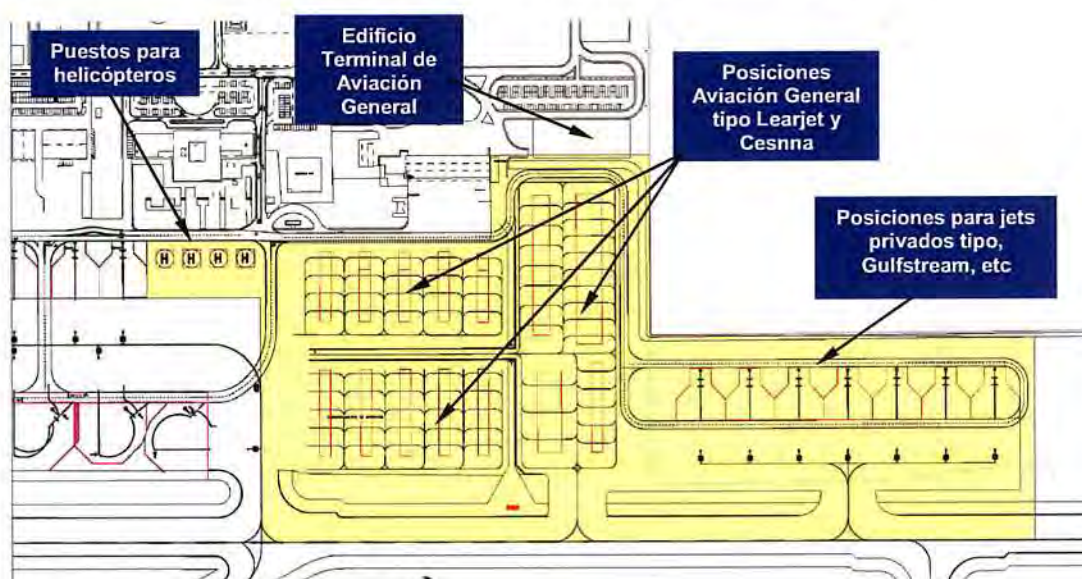 Puestos para
helicópteros
Edificio
Terminal de
Aviación
General
Posiciones
Aviación General
tipo Learjet y
Cesnna
Posiciones para jets
privados tipo,
Gulfstream, etc
H H H H